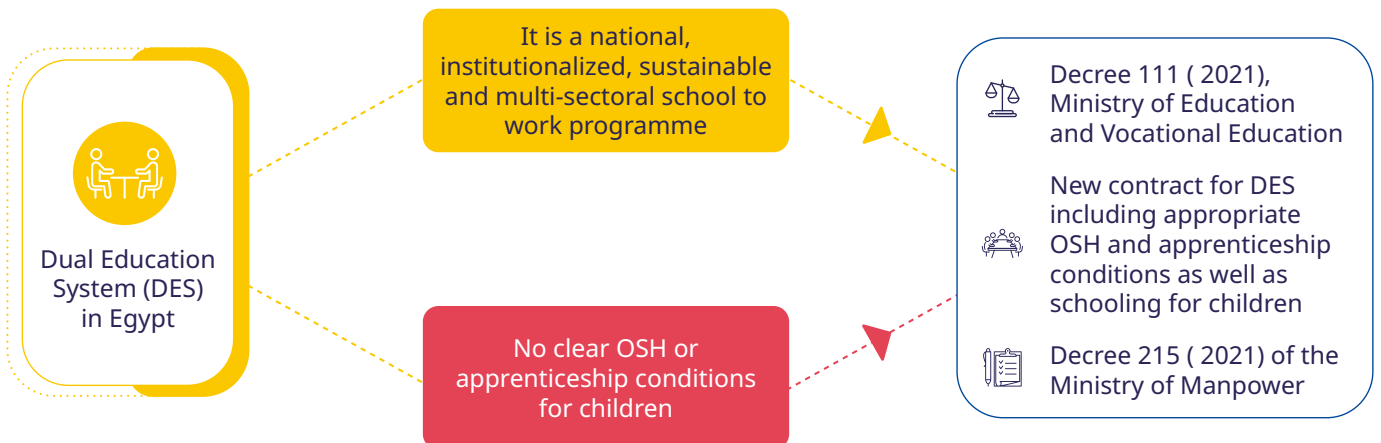 Dual Education
System (DES)
in Egypt
It is a national,
institutionalized, sustainable
and multi-sectoral school to
work programme
No clear OSH or
apprenticeship conditions
for children
Decree 111 ( 2021),
Ministry of Education
and Vocational Education
New contract for DES
including appropriate
OSH and apprenticeship
conditions as well as
schooling for children
Decree 215 ( 2021) of the
Ministry of Manpower